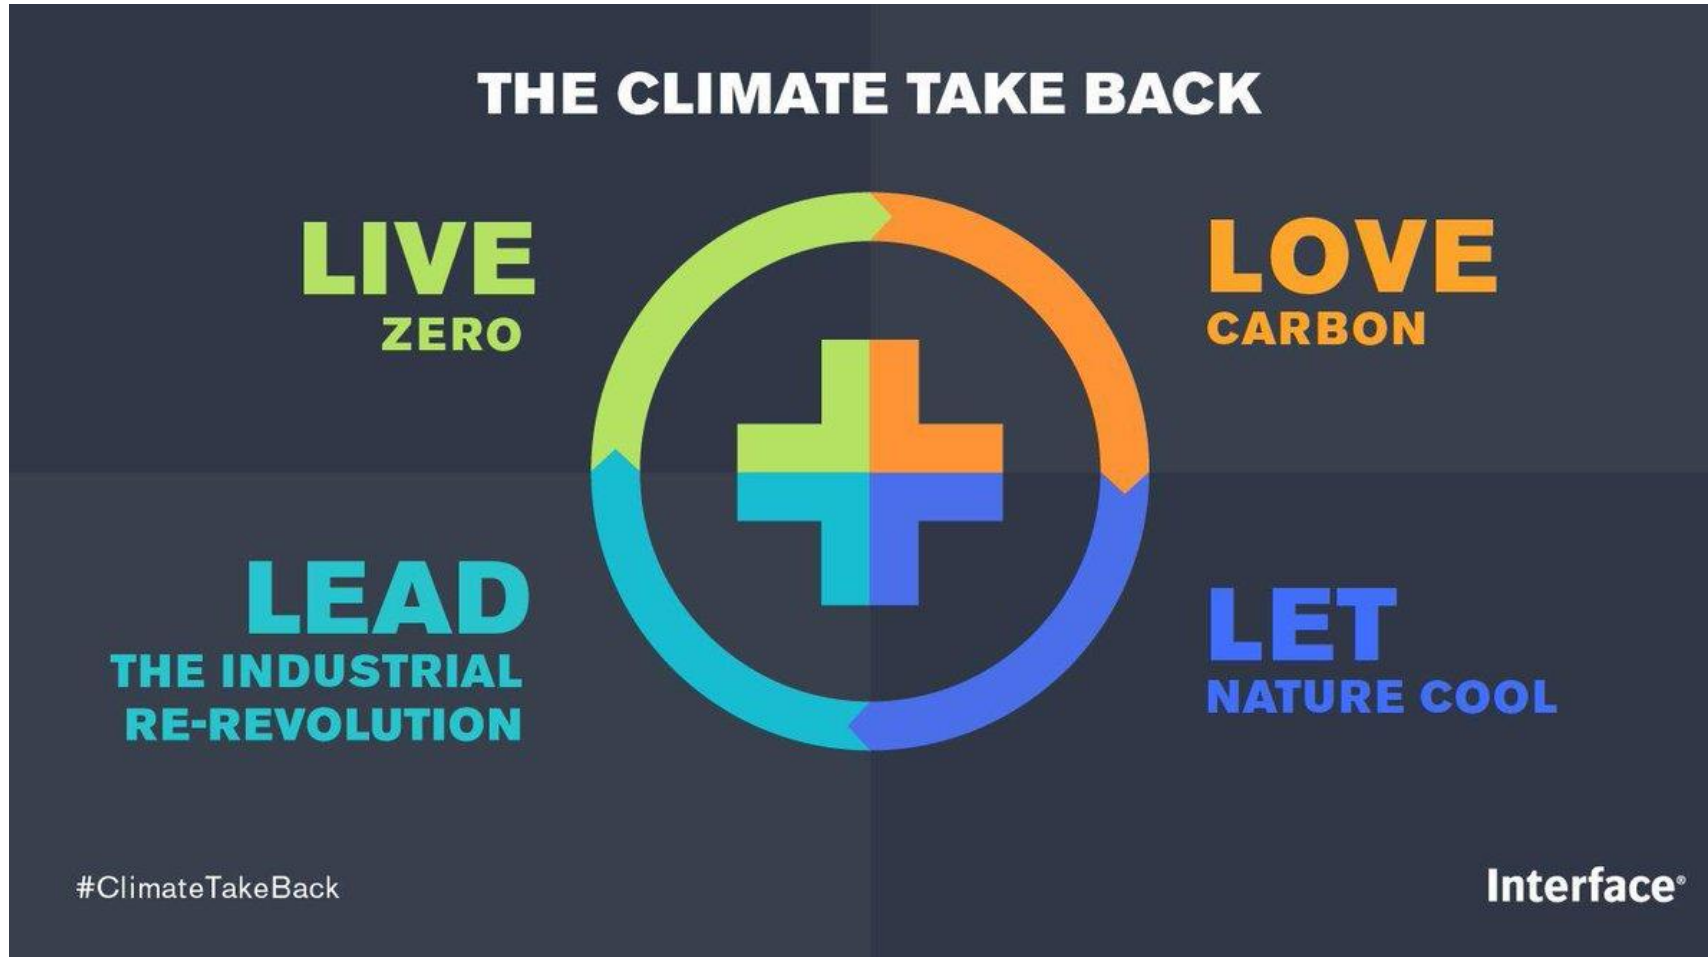 THE CLIMATE TAKE BACK
LIVE
ZERO
LOVE
CARBON
LEAD
THE INDUSTRIAL
RE-REVOLUTION
LET
NATURE COOL
#ClimateTakeBack
Interface®